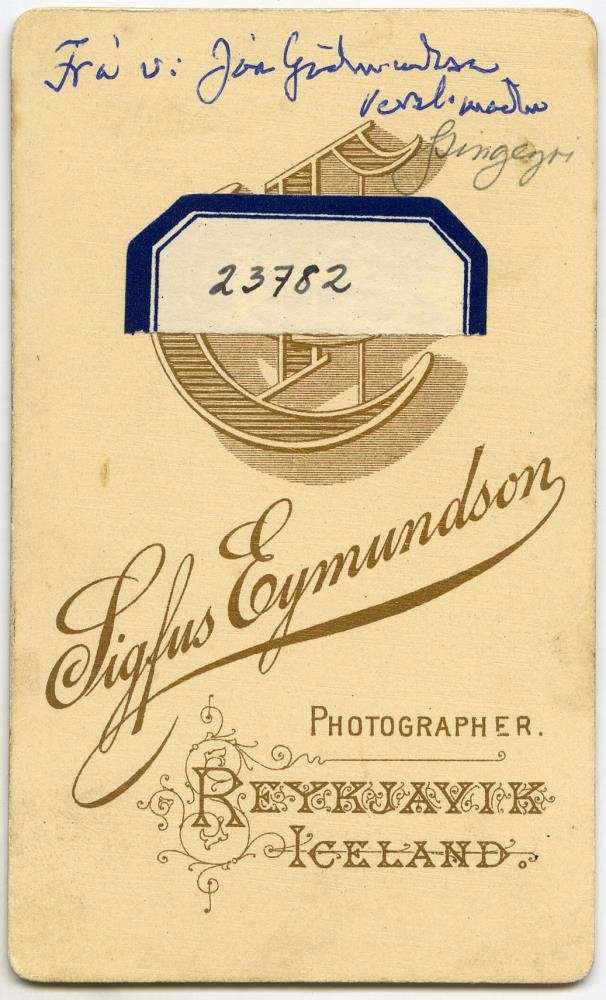 Frá v: Jón Guðmundsson
verzl.maður
Þingeyri
23782
Sigfus Eymundson
PHOTOGRAPHER.
REYKJAVIK
ICELAND.